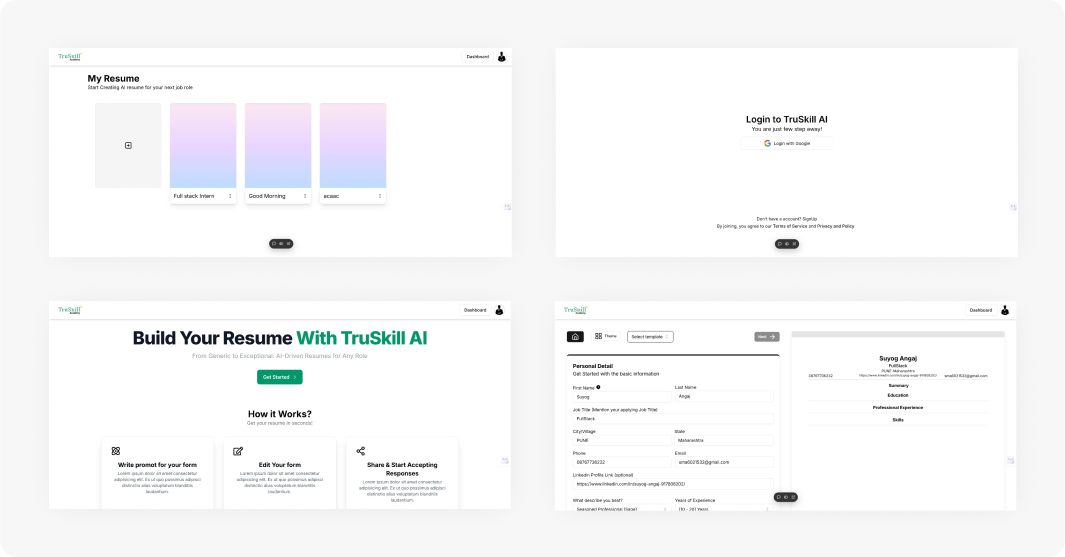 TruSkill
Academy
Dashboard
My Resume
Start Creating AI resume for your next job role
Full stack Intern
Good Morning
acaac
Login to TruSkill AI
You are just few step away!
Login with Google
Don't have a account? SignUp
By joining, you agree to our Terms of Service and Privacy and Policy
TruSkill
Academy
Dashboard
Build Your Resume With TruSkill AI
From Generic to Exceptional: AI-Driven Resumes for Any Role
Get Started
How it Works?
Get your resume in seconds!
Write promot for your form
Lorem ipsum dolor sit amet consectetur
adipisicing elit. Ex ut quo possimus adipisci
distinctio alias voluptatum blanditiis
laudantium.
Edit Your form
Lorem ipsum dolor sit amet consectetur
adipisicing elit. Ex ut quo possimus adipisci
distinctio alias voluptatum blanditiis
laudantium.
Share & Start Accepting
Responses
Lorem ipsum dolor sit amet consectetur
adipisicing elit. Ex ut quo possimus adipisci
distinctio alias voluptatum blanditiis
laudantium.
TruSkill
Academy
Dashboard
Theme
Select template
Next
Personal Detail
Get Started with the basic information
First Name
Last Name
Suyog
Angaj
Job Title (Mention your applying Job Title)
FullStack
City/Village
State
PUNE
Maharashtra
Phone
Email
08767736232
sma6021532@gmail.com
Linkedin Profile Link (optional)
https://www.linkedin.com/in/suyog-angaj-917808202/
What describe you best?
Years of Experience
Seasoned Professional (Sage)
(10 - 20) Years
Suyog Angaj
FullStack
PUNE Maharashtra
08767736232
https://www.linkedin.com/in/suyog-angaj-917808202/
sma6021532@gmail.com
Summary
Education
Professional Experience
Skills